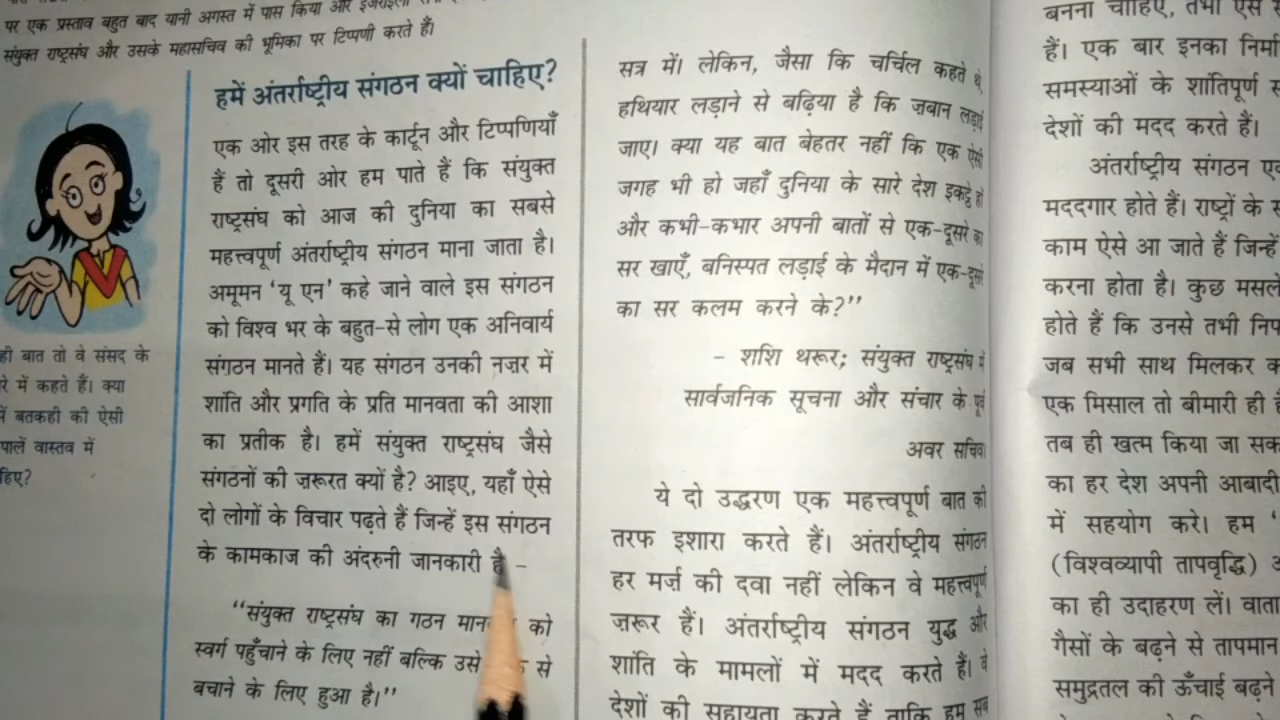 पर एक प्रस्ताव बहुत बाद यानी अगस्त में पास किया और इजराइल
संयुक्त राष्ट्रसंघ और उसके महासचिव की भूमिका पर टिप्पणी करते हैं।
ही बात तो वे संसद के
रे में कहते हैं। क्या
बतकही की ऐसी
पालें वास्तव में
हिए?
हमें अंतर्राष्ट्रीय संगठन क्यों चाहिए?
एक ओर इस तरह के कार्टून और टिप्पणियाँ
हैं तो दूसरी ओर हम पाते हैं कि संयुक्त
राष्ट्रसंघ को आज की दुनिया का सबसे
महत्त्वपूर्ण अंतर्राष्ट्रीय संगठन माना जाता है।
अमूमन ‘यू एन’ कहे जाने वाले इस संगठन
को विश्व भर के बहुत-से लोग एक अनिवार्य
संगठन मानते हैं। यह संगठन उनकी नज़र में
शांति और प्रगति के प्रति मानवता की आशा
का प्रतीक है। हमें संयुक्त राष्ट्रसंघ जैसे
संगठनों की ज़रूरत क्यों है? आइए, यहाँ ऐसे
दो लोगों के विचार पढ़ते हैं जिन्हें इस संगठन
के कामकाज की अंदरुनी जानकारी है –
“संयुक्त राष्ट्रसंघ का गठन को
स्वर्ग पहुँचाने के लिए नहीं बल्कि उसे से
बचाने के लिए हुआ है।”
सत्र में। लेकिन, जैसा कि चर्चिल कहते थे,
हथियार लड़ाने से बढ़िया है कि ज़बान लड़ाई
जाए। क्या यह बात बेहतर नहीं कि एक ऐसी
जगह भी हो जहाँ दुनिया के सारे देश इकट्ठे हों
और कभी-कभार अपनी बातों से एक-दूसरे का
सर खाएँ, बनिस्पत लड़ाई के मैदान में एक-दूसरे
का सर कलम करने के?”
– शशि थरूर; संयुक्त राष्ट्रसंघ में
सार्वजनिक सूचना और संचार के पूर्व
अवर सचिव।
ये दो उद्धरण एक महत्त्वपूर्ण बात की
तरफ इशारा करते हैं। अंतर्राष्ट्रीय संगठन
हर मर्ज़ की दवा नहीं लेकिन वे महत्त्वपूर्ण
ज़रूर हैं। अंतर्राष्ट्रीय संगठन युद्ध और
शांति के मामलों में मदद करते हैं। वे
देशों की सहायता करते हैं ताकि हम सब
बनना चाहिए, तभी ऐसे
हैं। एक बार इनका निर्मा
समस्याओं के शांतिपूर्ण स
देशों की मदद करते हैं।
अंतर्राष्ट्रीय संगठन ए
मददगार होते हैं। राष्ट्रों के
काम ऐसे आ जाते हैं जिन्हें
करना होता है। कुछ मसले
होते हैं कि उनसे तभी निप
जब सभी साथ मिलकर क
एक मिसाल तो बीमारी ही है
तब ही खत्म किया जा सक
का हर देश अपनी आबादी
में सहयोग करे। हम ‘
(विश्वव्यापी तापवृद्धि)
का ही उदाहरण लें। वाता
गैसों के बढ़ने से तापमान
समुद्रतल की ऊँचाई बढ़ने